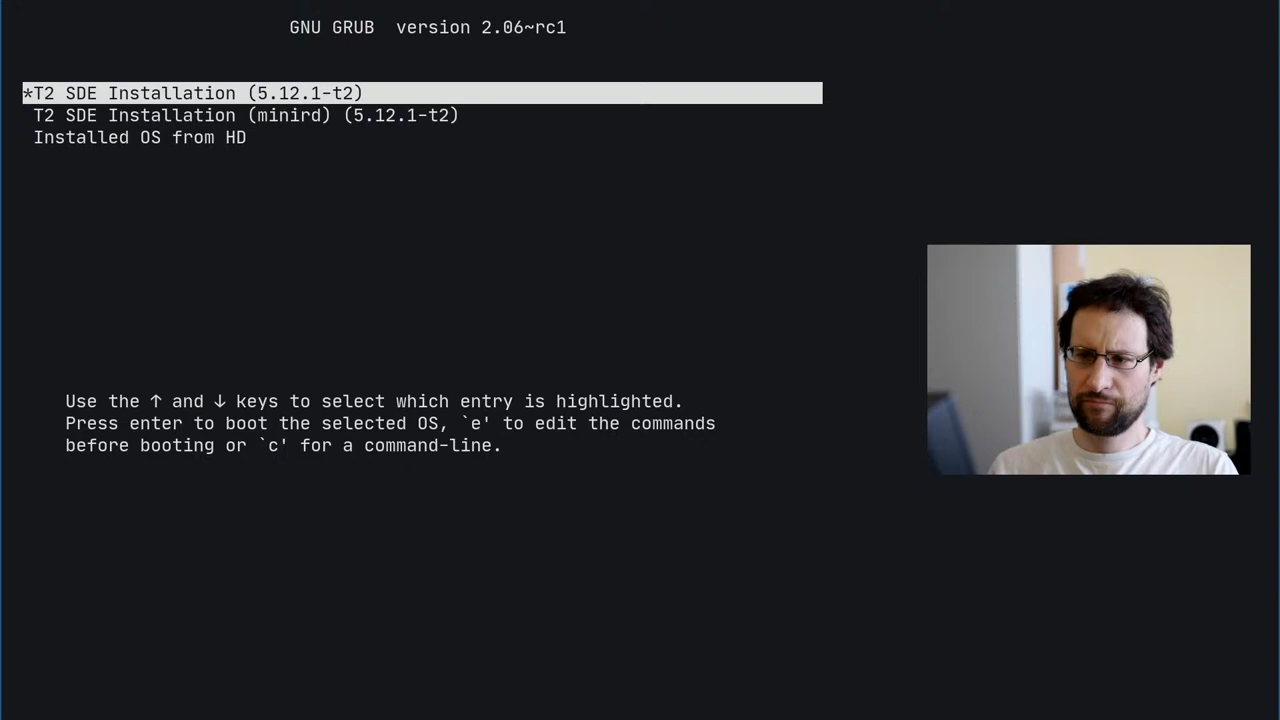 GNU GRUB  version 2.06~rc1
*T2 SDE Installation (5.12.1-t2)
T2 SDE Installation (minird) (5.12.1-t2)
Installed OS from HD
Use the ↑ and ↓ keys to select which entry is highlighted.
Press enter to boot the selected OS, `e' to edit the commands
before booting or `c' for a command-line.